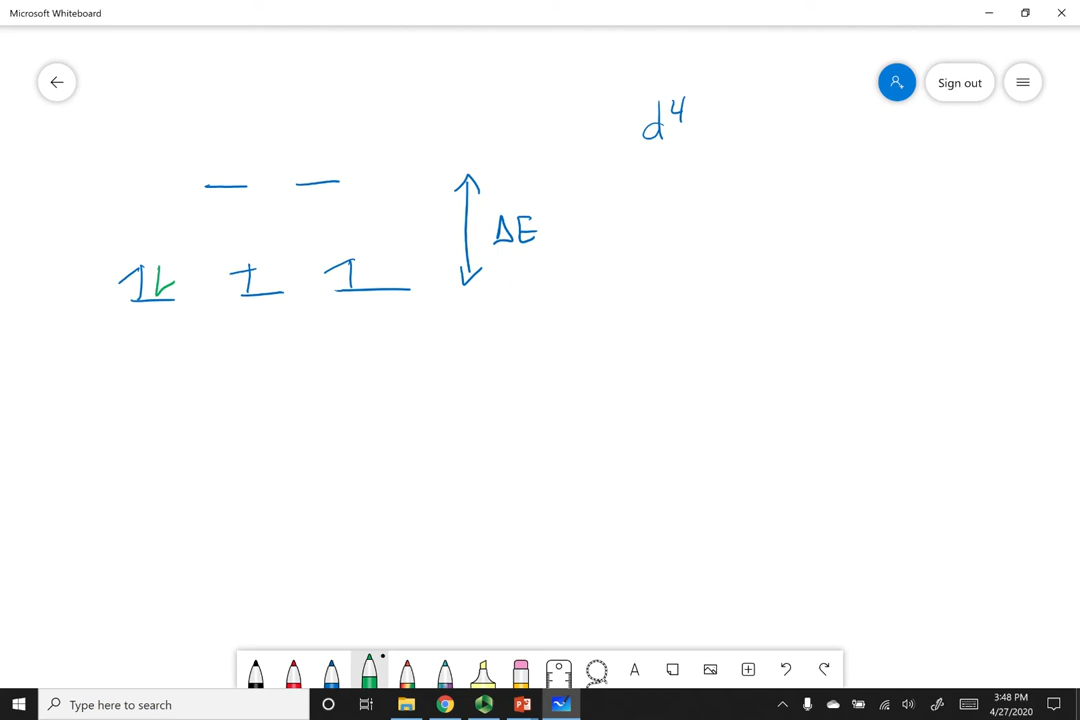 Microsoft Whiteboard
Sign out
d⁴
ΔE
A
Type here to search
3:48 PM
4/27/2020